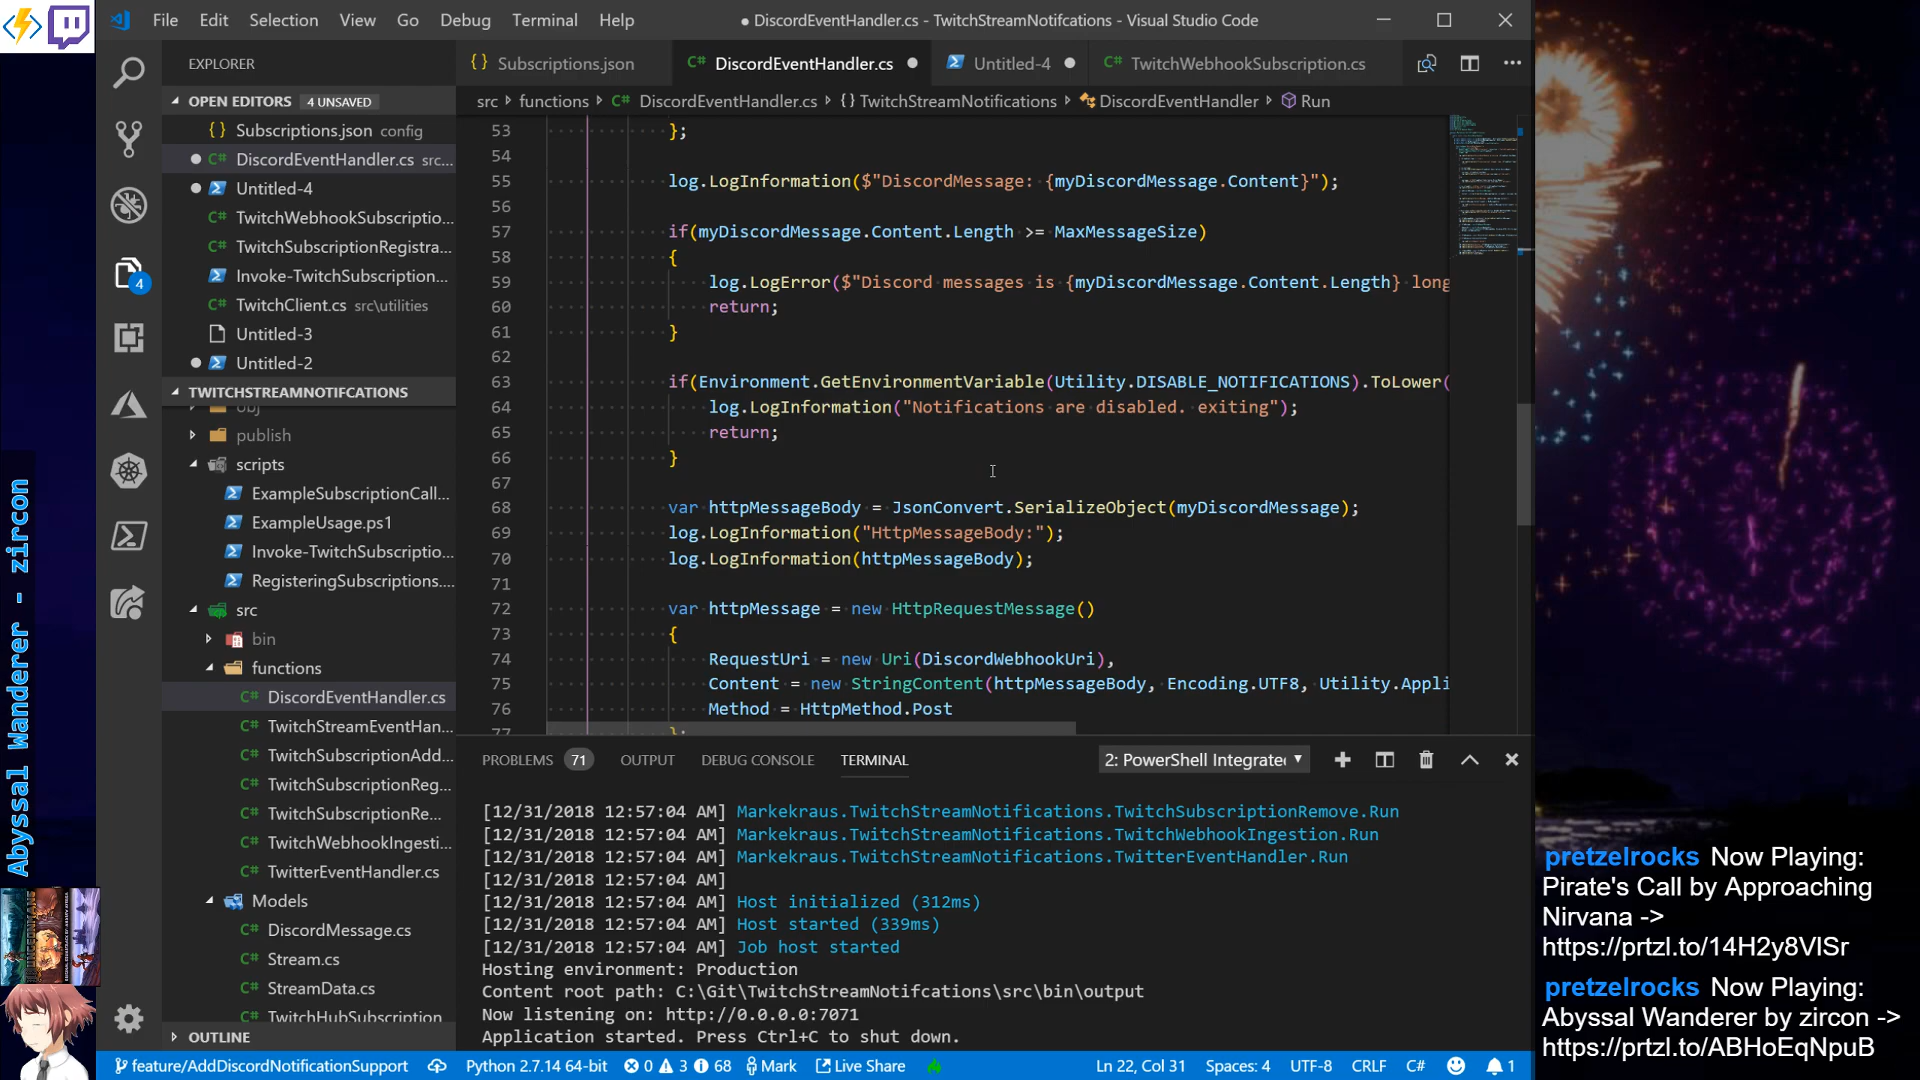 File Edit Selection View Go Debug Terminal Help
● DiscordEventHandler.cs - TwitchStreamNotifcations - Visual Studio Code
EXPLORER
OPEN EDITORS 4 UNSAVED
Subscriptions.json config
DiscordEventHandler.cs src...
Untitled-4
TwitchWebhookSubscriptio...
TwitchSubscriptionRegistra...
Invoke-TwitchSubscription...
TwitchClient.cs src\utilities
Untitled-3
Untitled-2
TWITCHSTREAMNOTIFCATIONS
obj
publish
scripts
ExampleSubscriptionCall...
ExampleUsage.ps1
Invoke-TwitchSubscriptio...
RegisteringSubscriptions....
src
bin
functions
DiscordEventHandler.cs
TwitchStreamEventHan...
TwitchSubscriptionAdd...
TwitchSubscriptionReg...
TwitchSubscriptionRe...
TwitchWebhookIngesti...
TwitterEventHandler.cs
Models
DiscordMessage.cs
Stream.cs
StreamData.cs
TwitchHubSubscription
OUTLINE
4
Subscriptions.json DiscordEventHandler.cs Untitled-4 TwitchWebhookSubscription.cs
src › functions › DiscordEventHandler.cs › {} TwitchStreamNotifications › DiscordEventHandler › Run
53 };
54
55 log.LogInformation($"DiscordMessage: {myDiscordMessage.Content}");
56
57 if(myDiscordMessage.Content.Length >= MaxMessageSize)
58 {
59 log.LogError($"Discord messages is {myDiscordMessage.Content.Length} long
60 return;
61 }
62
63 if(Environment.GetEnvironmentVariable(Utility.DISABLE_NOTIFICATIONS).ToLower(
64 log.LogInformation("Notifications are disabled. exiting");
65 return;
66 }
67
68 var httpMessageBody = JsonConvert.SerializeObject(myDiscordMessage);
69 log.LogInformation("HttpMessageBody:");
70 log.LogInformation(httpMessageBody);
71
72 var httpMessage = new HttpRequestMessage()
73 {
74 RequestUri = new Uri(DiscordWebhookUri),
75 Content = new StringContent(httpMessageBody, Encoding.UTF8, Utility.Appli
76 Method = HttpMethod.Post
77 };
PROBLEMS 71 OUTPUT DEBUG CONSOLE TERMINAL 2: PowerShell Integrate
[12/31/2018 12:57:04 AM] Markekraus.TwitchStreamNotifications.TwitchSubscriptionRemove.Run
[12/31/2018 12:57:04 AM] Markekraus.TwitchStreamNotifications.TwitchWebhookIngestion.Run
[12/31/2018 12:57:04 AM] Markekraus.TwitchStreamNotifications.TwitterEventHandler.Run
[12/31/2018 12:57:04 AM]
[12/31/2018 12:57:04 AM] Host initialized (312ms)
[12/31/2018 12:57:04 AM] Host started (339ms)
[12/31/2018 12:57:04 AM] Job host started
Hosting environment: Production
Content root path: C:\Git\TwitchStreamNotifcations\src\bin\output
Now listening on: http://0.0.0.0:7071
Application started. Press Ctrl+C to shut down.
feature/AddDiscordNotificationSupport Python 2.7.14 64-bit 0 3 68 Mark Live Share Ln 22, Col 31 Spaces: 4 UTF-8 CRLF C# 1
Abyssal Wanderer - zircon
pretzelrocks Now Playing:
Pirate's Call by Approaching
Nirvana ->
https://prtzl.to/14H2y8VlSr
pretzelrocks Now Playing:
Abyssal Wanderer by zircon ->
https://prtzl.to/ABHoEqNpuB